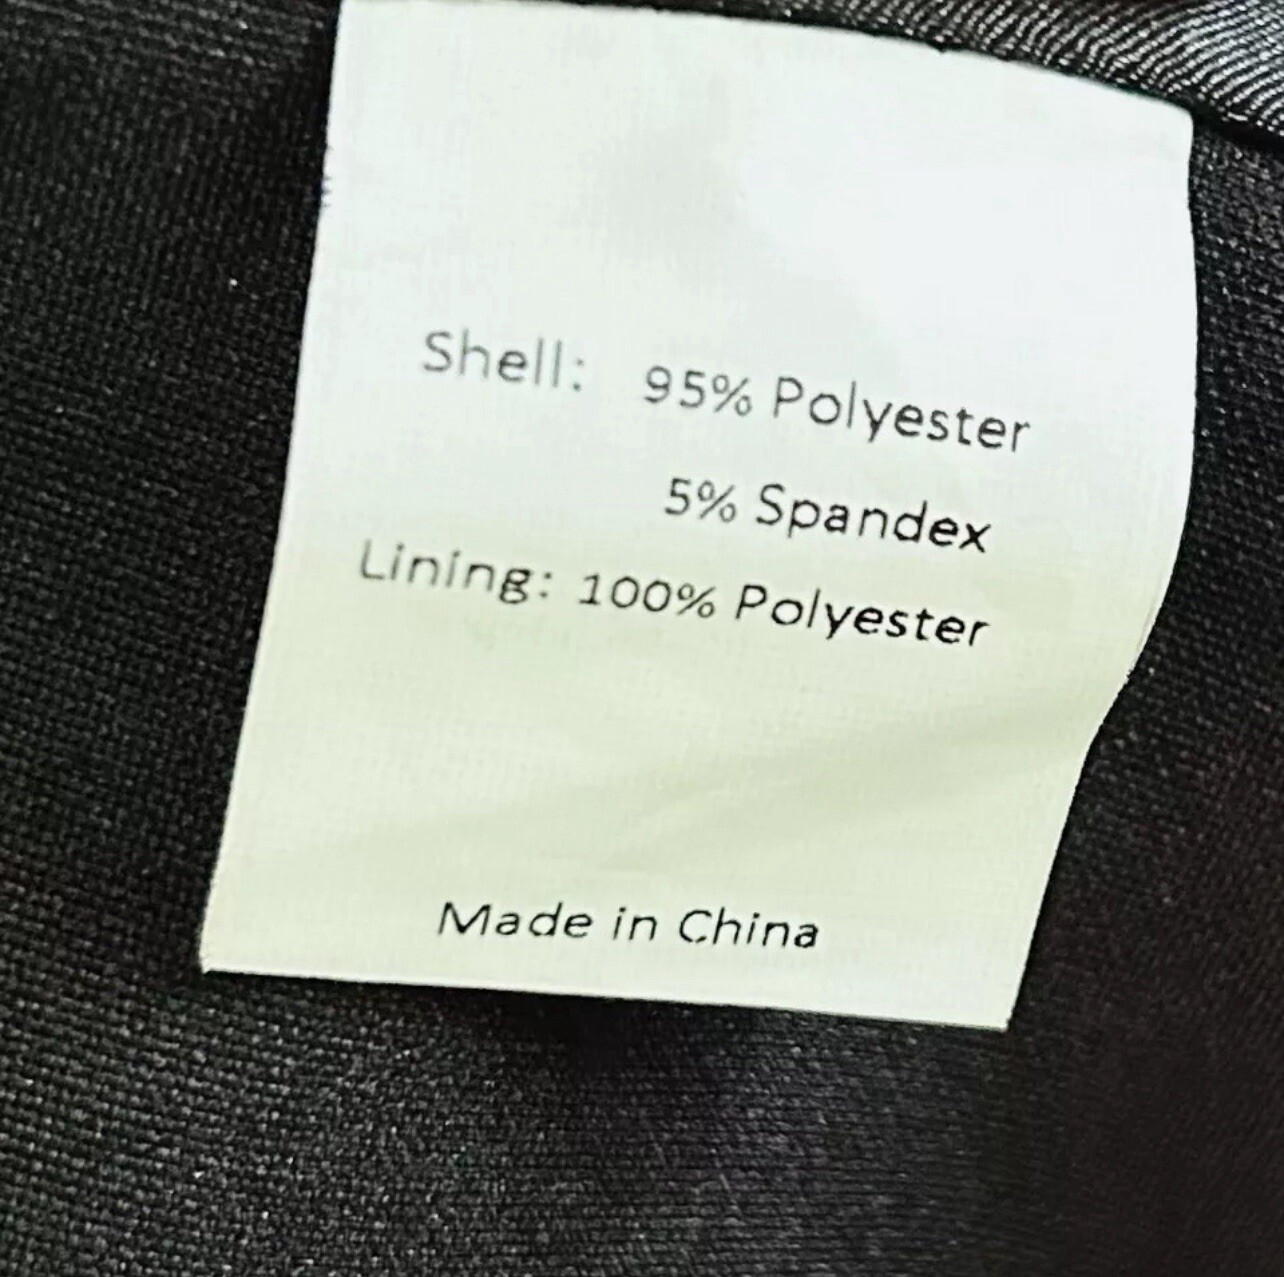 Shell: 95% Polyester
5% Spandex
Lining: 100% Polyester
Made in China